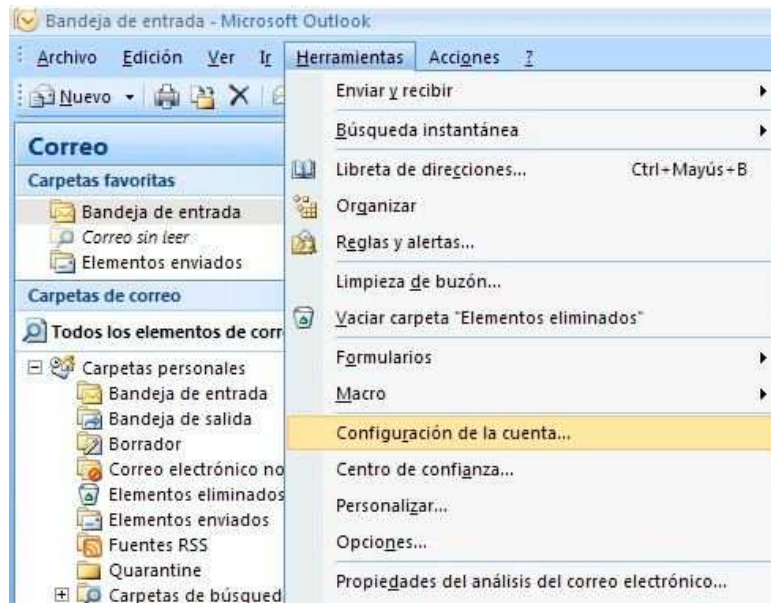 Bandeja de entrada - Microsoft Outlook
Archivo Edición Ver Ir Herramientas Acciones ?
Nuevo
Correo
Carpetas favoritas
Bandeja de entrada
Correo sin leer
Elementos enviados
Carpetas de correo
Todos los elementos de corr
Carpetas personales
Bandeja de entrada
Bandeja de salida
Borrador
Correo electrónico no
Elementos eliminados
Elementos enviados
Fuentes RSS
Quarantine
Carpetas de búsqued
Enviar y recibir
Búsqueda instantánea
Libreta de direcciones... Ctrl+Mayús+B
Organizar
Reglas y alertas...
Limpieza de buzón...
Vaciar carpeta "Elementos eliminados"
Formularios
Macro
Configuración de la cuenta...
Centro de confianza...
Personalizar...
Opciones...
Propiedades del análisis del correo electrónico...